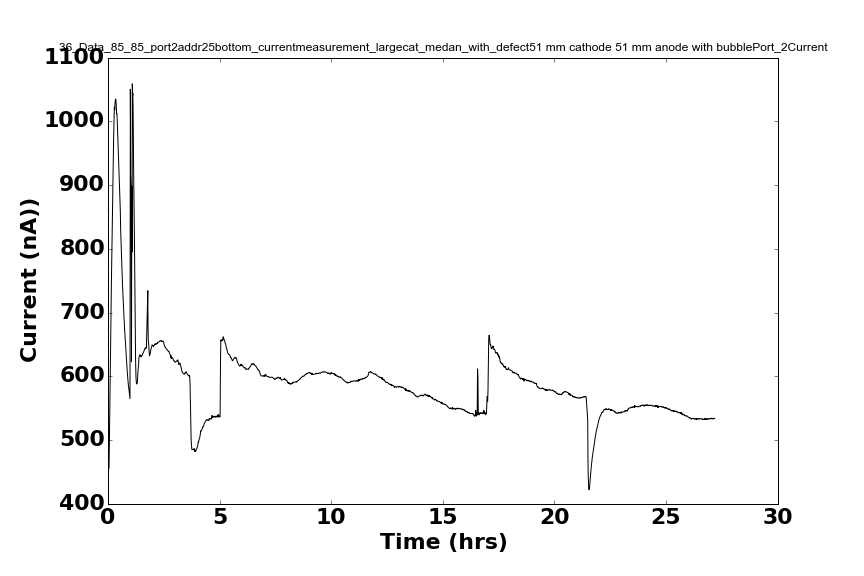 36_Data_85_85_port2addr25bottom_currentmeasurement_largecat_medan_with_defect51 mm cathode 51 mm anode with bubblePort_2Current
1100
1000
900
800
700
600
500
400
Current (nA))
0 5 10 15 20 25 30
Time (hrs)